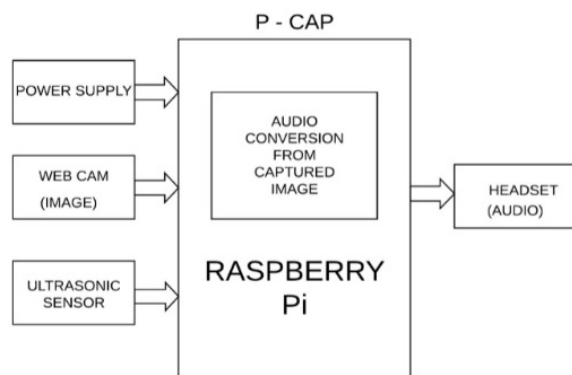 P - CAP
POWER SUPPLY
WEB CAM
(IMAGE)
ULTRASONIC
SENSOR
AUDIO
CONVERSION
FROM
CAPTURED
IMAGE
RASPBERRY
Pi
HEADSET
(AUDIO)